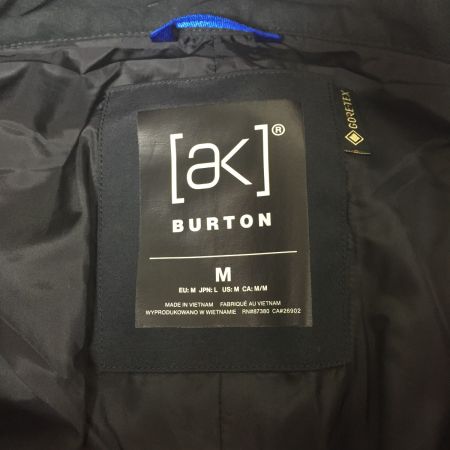 [ak]®
BURTON
M
EU: M JPN: L US: M CA: M/M
MADE IN VIETNAM FABRIQUÉ AU VIETNAM
WYPRODUKOWANO W WIETNAMIE RN#87380 CA#26902
GORE-TEX